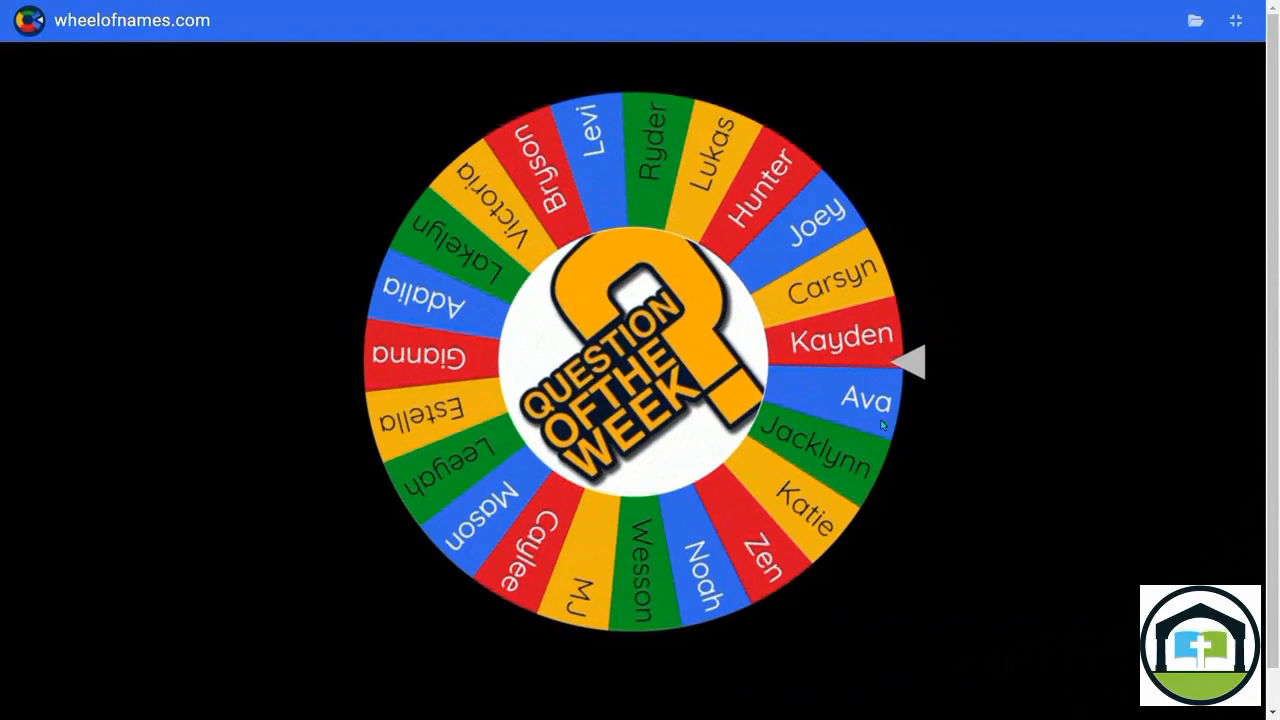 wheelofnames.com
Ryder
Lukas
Hunter
Joey
Carsyn
Kayden
Ava
Jacklynn
Katie
Zen
Noah
Wesson
MJ
Caylee
Mason
Leeyah
Estella
Gianna
Adalia
Lakelyn
Victoria
Bryson
Levi
QUESTION
OF THE
WEEK